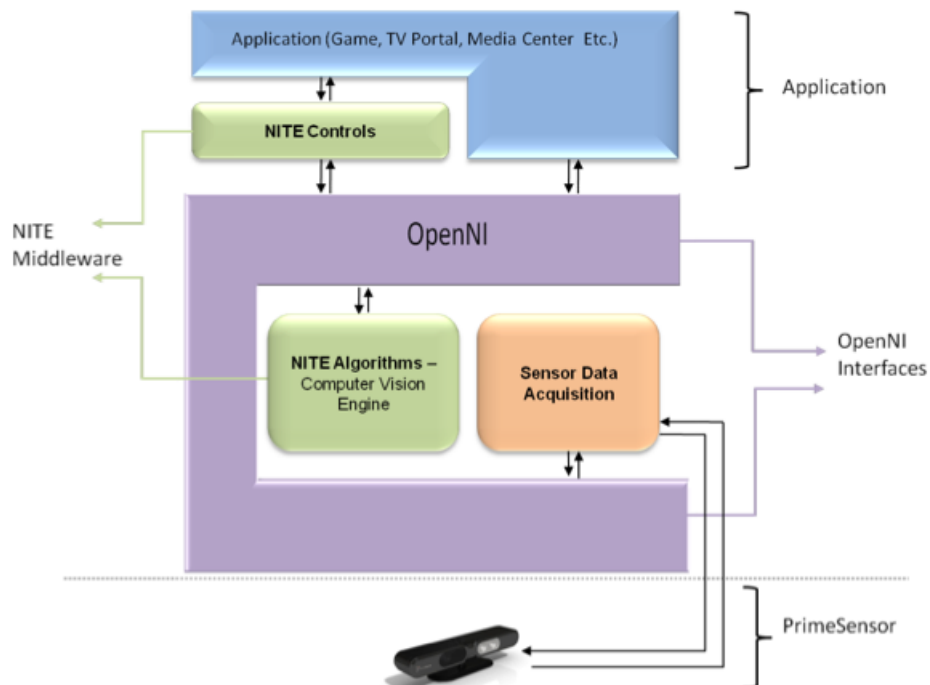 Application (Game, TV Portal, Media Center Etc.)
Application
NITE Controls
NITE
Middleware
OpenNI
OpenNI
Interfaces
NITE Algorithms –
Computer Vision
Engine
Sensor Data
Acquisition
PrimeSensor